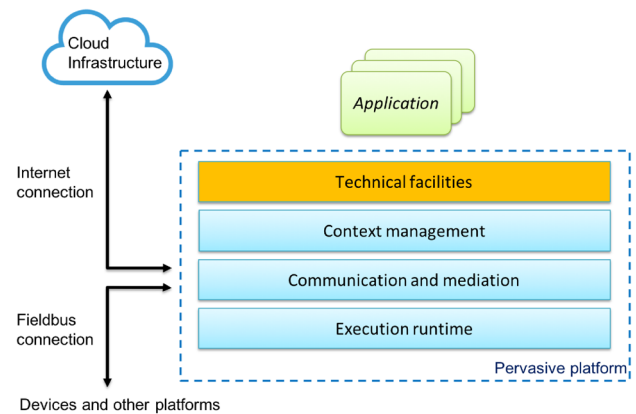 Cloud
Infrastructure
Application
Internet
connection
Technical facilities
Context management
Communication and mediation
Execution runtime
Fieldbus
connection
Pervasive platform
Devices and other platforms